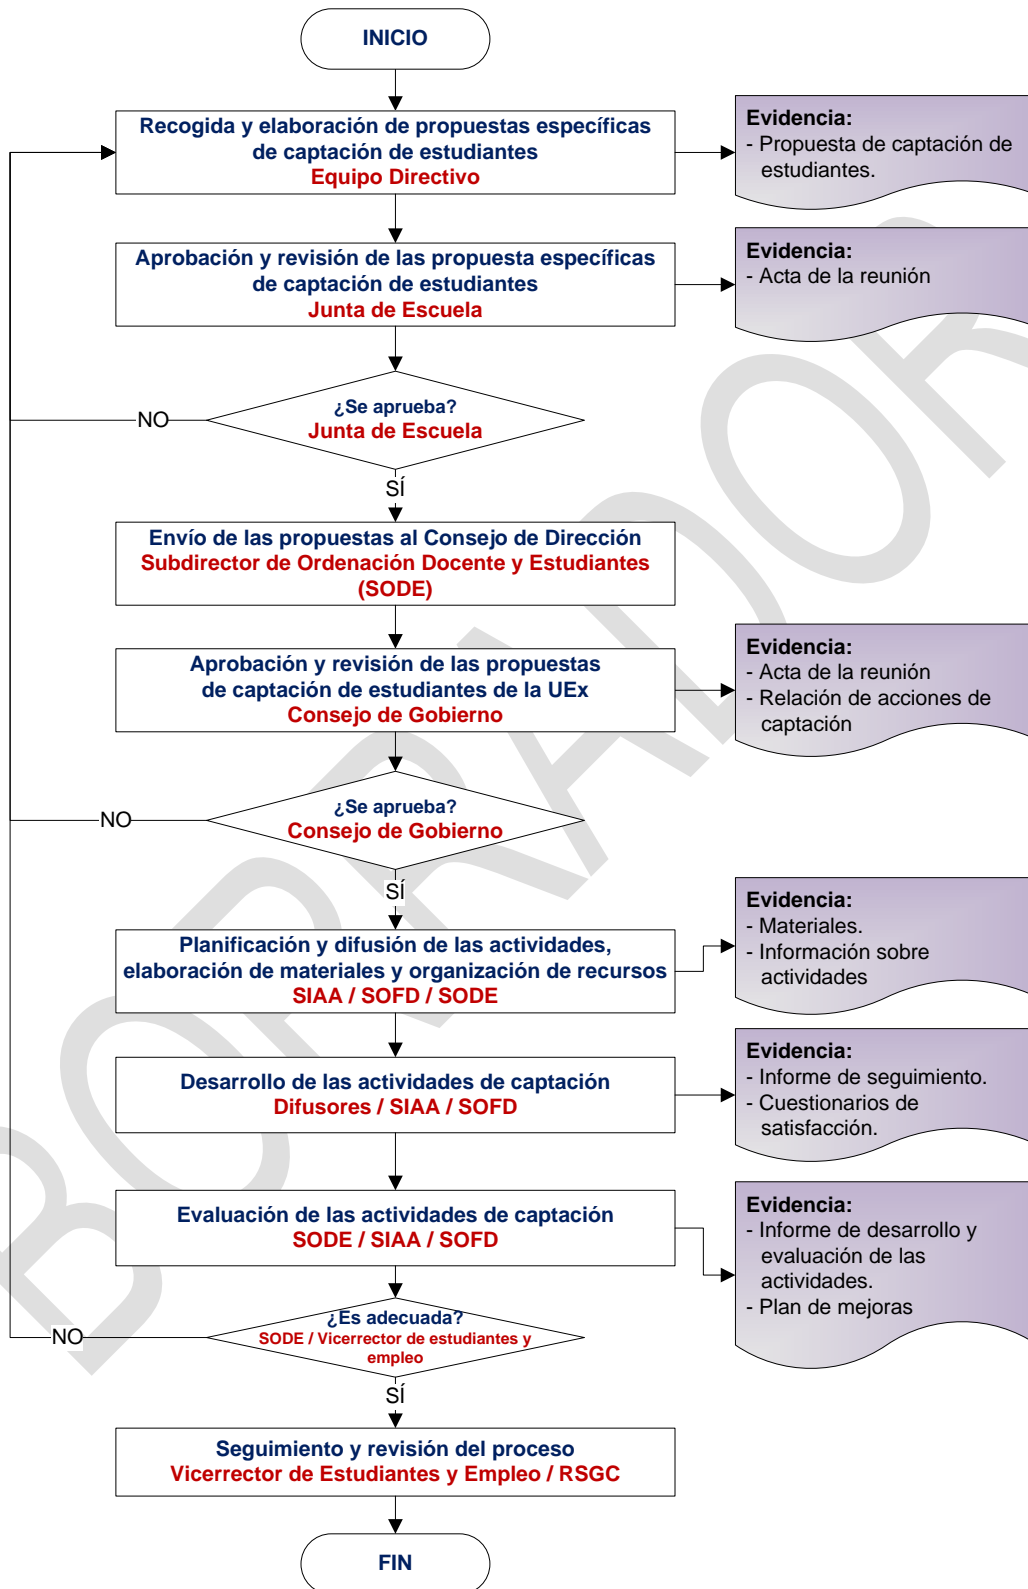 INICIO
Recogida y elaboración de propuestas específicas
de captación de estudiantes
Equipo Directivo
Evidencia:
- Propuesta de captación de
estudiantes.
Aprobación y revisión de las propuesta específicas
de captación de estudiantes
Junta de Escuela
Evidencia:
- Acta de la reunión
¿Se aprueba?
Junta de Escuela
NO
SÍ
Envío de las propuestas al Consejo de Dirección
Subdirector de Ordenación Docente y Estudiantes
(SODE)
Aprobación y revisión de las propuestas
de captación de estudiantes de la UEx
Consejo de Gobierno
Evidencia:
- Acta de la reunión
- Relación de acciones de
captación
¿Se aprueba?
Consejo de Gobierno
NO
SÍ
Planificación y difusión de las actividades,
elaboración de materiales y organización de recursos
SIAA / SOFD / SODE
Evidencia:
- Materiales.
- Información sobre
actividades
Desarrollo de las actividades de captación
Difusores / SIAA / SOFD
Evidencia:
- Informe de seguimiento.
- Cuestionarios de
satisfacción.
Evaluación de las actividades de captación
SODE / SIAA / SOFD
Evidencia:
- Informe de desarrollo y
evaluación de las
actividades.
- Plan de mejoras
¿Es adecuada?
SODE / Vicerrector de estudiantes y
empleo
NO
SÍ
Seguimiento y revisión del proceso
Vicerrector de Estudiantes y Empleo / RSGC
FIN
BORRADOR